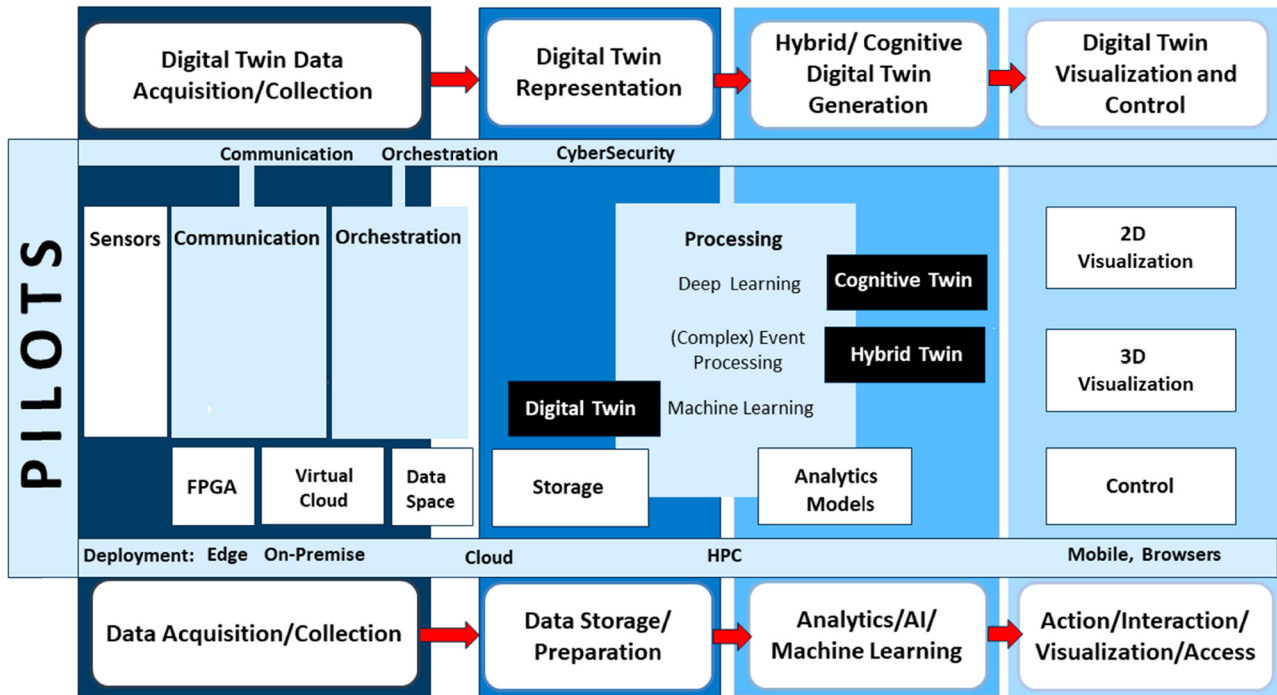 Digital Twin Data
Acquisition/Collection
Digital Twin
Representation
Hybrid/ Cognitive
Digital Twin
Generation
Digital Twin
Visualization and
Control
PILOTS
Communication Orchestration CyberSecurity
Sensors
Communication
Orchestration
Processing
Deep Learning
Cognitive Twin
(Complex) Event
Processing
Hybrid Twin
Digital Twin
Machine Learning
2D
Visualization
3D
Visualization
FPGA
Virtual
Cloud
Data
Space
Storage
Analytics
Models
Control
Deployment: Edge On-Premise Cloud HPC Mobile, Browsers
Data Acquisition/Collection
Data Storage/
Preparation
Analytics/AI/
Machine Learning
Action/Interaction/
Visualization/Access